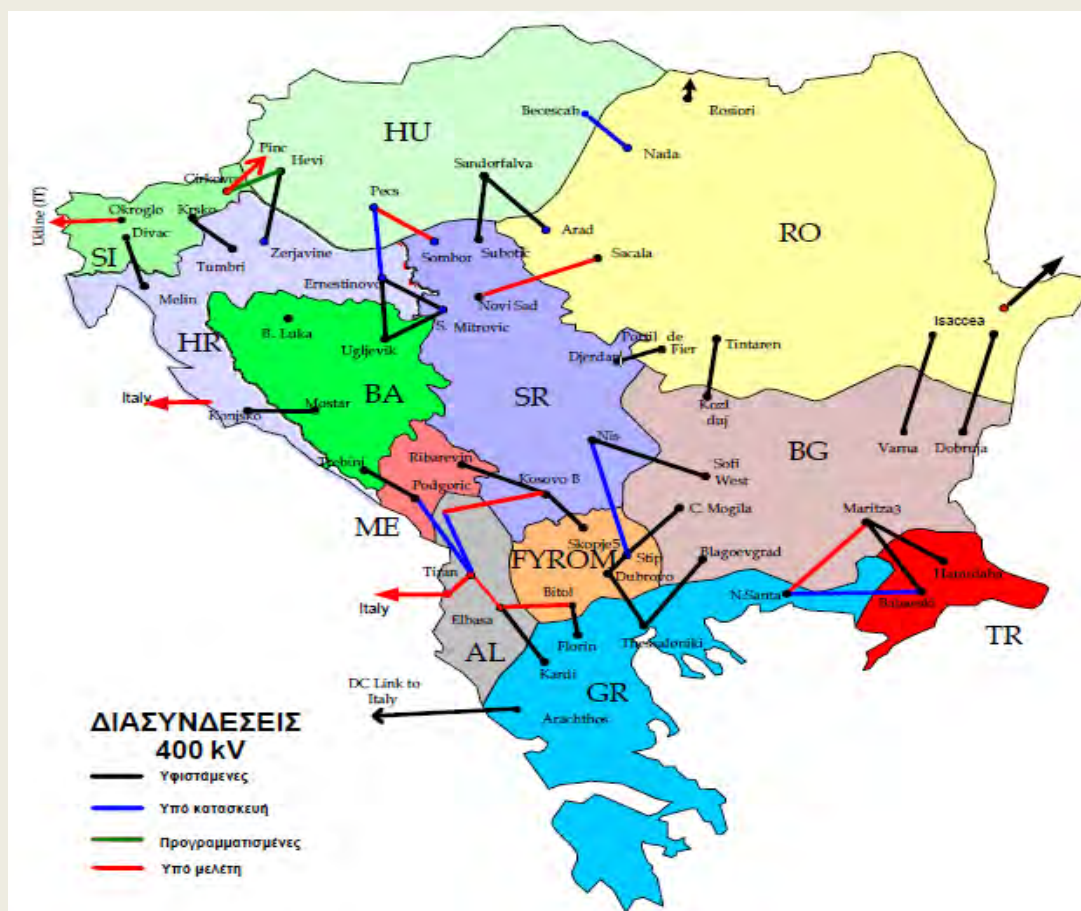 Rosiori
Becescab
HU
Pinc
Hevi
Nada
Sandorfalva
Cirkovo
Pecs
Udine (IT)
Okroglo
Krsko
Divac
Arad
RO
SI
Tumbri
Zerjavine
Sombor
Subotic
Sacala
Ernestinovo
Melin
Novi Sad
Isaccea
B. Luka
S. Mitrovic
HR
Ugljevik
Portil de
Fier
Tintaren
Djerdap
Italy
BA
SR
Mostar
Konjsko
Kozl
duj
Varna
Dobruja
Nis
BG
Trebinj
Ribarevin
Sofi
West
Podgoric
Kosovo B
C. Mogila
Maritza3
ME
Skopje5
FYROM
Stip
Blagoevgrad
Hamidaba
Tiran
Dubrovo
N.Santa
Italy
Bitol
Elbasa
TR
Florin
Thessaloniki
AL
Kardi
GR
DC Link to
Italy
Arachthos
ΔΙΑΣΥΝΔΕΣΕΙΣ
400 kV
Υφιστάμενες
Υπό κατασκευή
Προγραμματισμένες
Υπό μελέτη